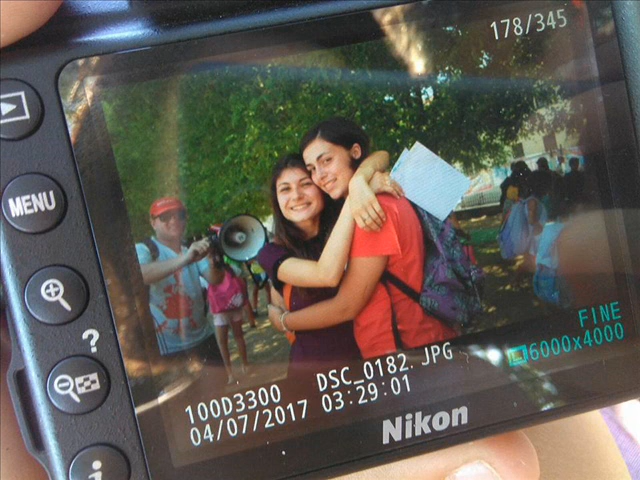 178/345
MENU
?
i
FINE
6000x4000
100D3300 DSC_0182.JPG
04/07/2017 03:29:01
Nikon